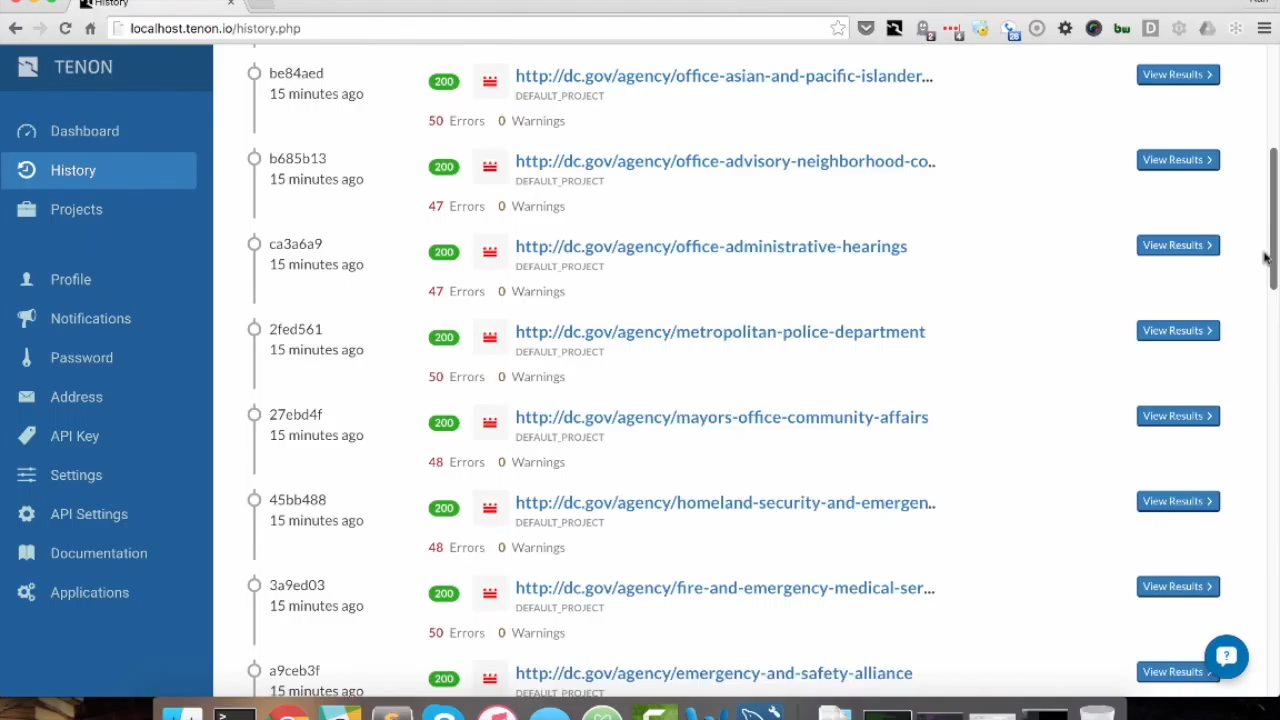 History
localhost.tenon.io/history.php
TENON
Dashboard
History
Projects
Profile
Notifications
Password
Address
API Key
Settings
API Settings
Documentation
Applications
be84aed
15 minutes ago
200
http://dc.gov/agency/office-asian-and-pacific-islander...
DEFAULT_PROJECT
50 Errors 0 Warnings
View Results >
b685b13
15 minutes ago
200
http://dc.gov/agency/office-advisory-neighborhood-co..
DEFAULT_PROJECT
47 Errors 0 Warnings
View Results >
ca3a6a9
15 minutes ago
200
http://dc.gov/agency/office-administrative-hearings
DEFAULT_PROJECT
47 Errors 0 Warnings
View Results >
2fed561
15 minutes ago
200
http://dc.gov/agency/metropolitan-police-department
DEFAULT_PROJECT
50 Errors 0 Warnings
View Results >
27ebd4f
15 minutes ago
200
http://dc.gov/agency/mayors-office-community-affairs
DEFAULT_PROJECT
48 Errors 0 Warnings
View Results >
45bb488
15 minutes ago
200
http://dc.gov/agency/homeland-security-and-emergen..
DEFAULT_PROJECT
48 Errors 0 Warnings
View Results >
3a9ed03
15 minutes ago
200
http://dc.gov/agency/fire-and-emergency-medical-ser...
DEFAULT_PROJECT
50 Errors 0 Warnings
View Results >
a9ceb3f
15 minutes ago
200
http://dc.gov/agency/emergency-and-safety-alliance
DEFAULT_PROJECT
View Results >